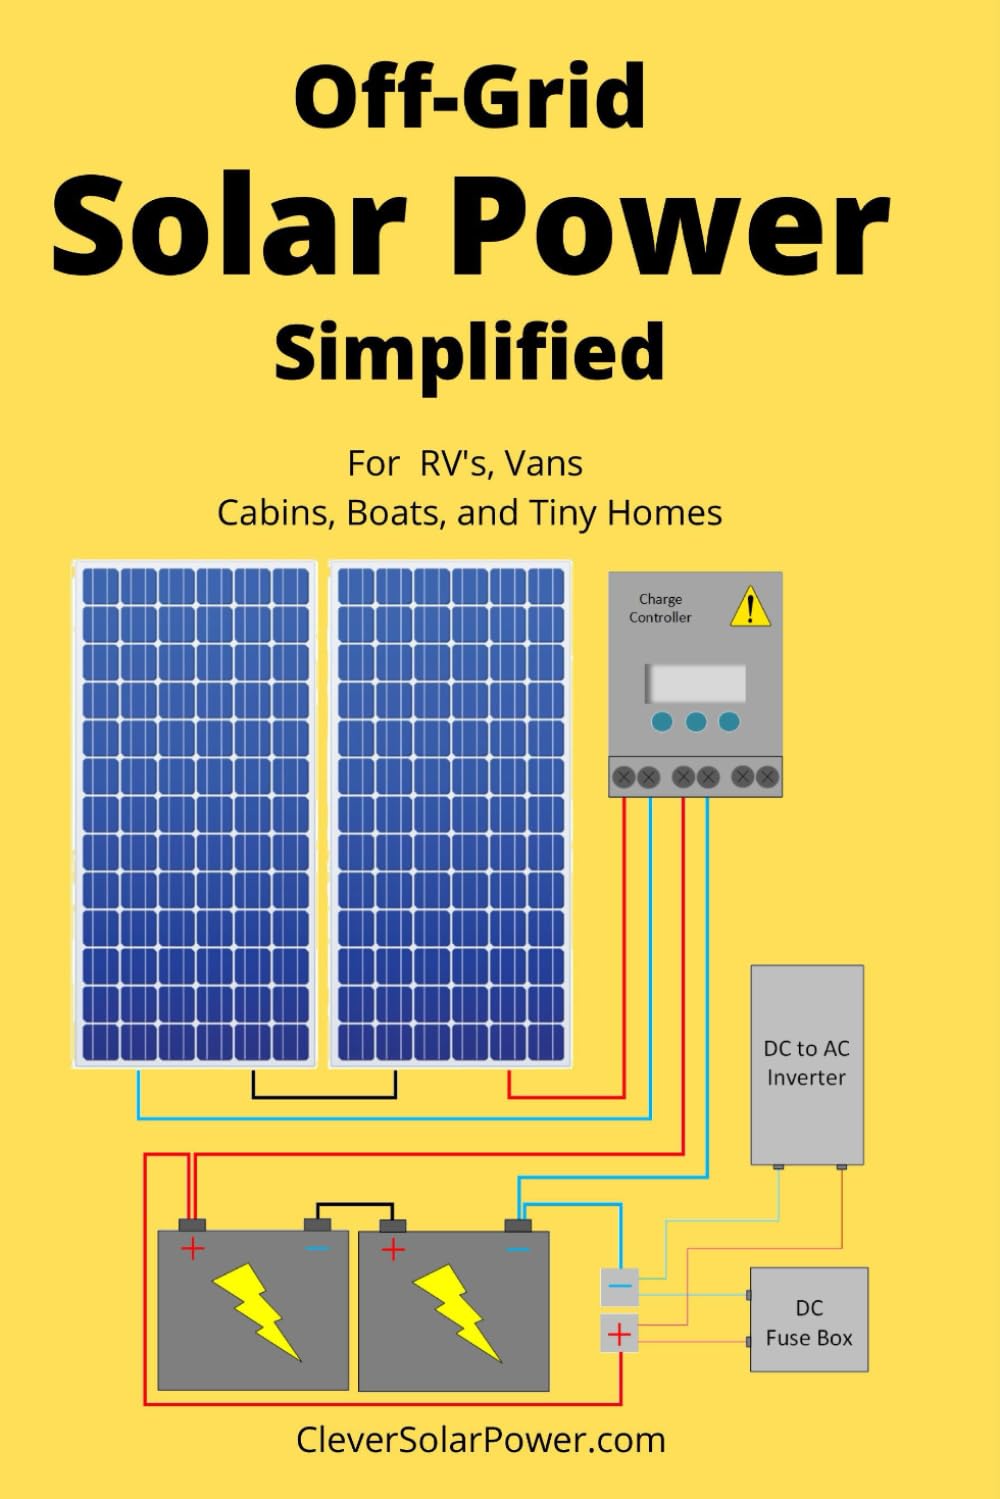 Off-Grid
Solar Power
Simplified
For RV's, Vans
Cabins, Boats, and Tiny Homes
Charge
Controller
!
DC to AC
Inverter
+ − + −
−
+
DC
Fuse Box
CleverSolarPower.com